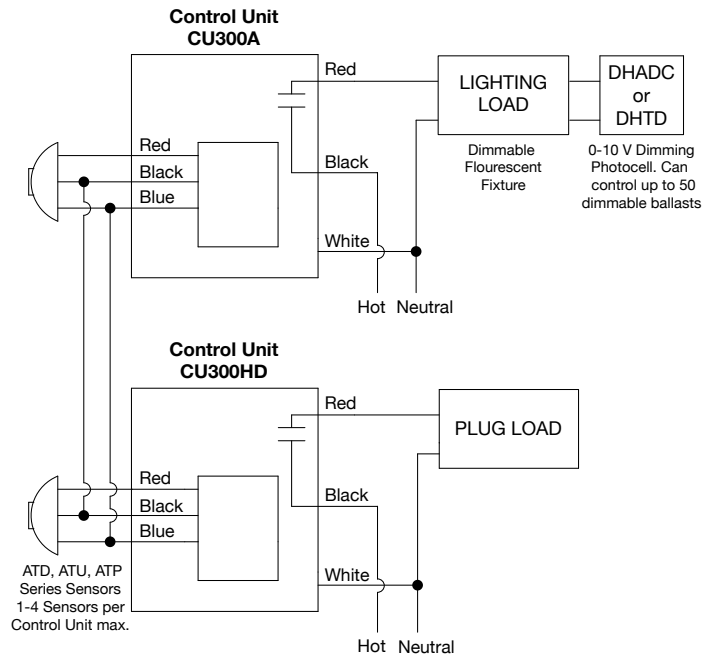 Control Unit
CU300A
Red
LIGHTING
LOAD
DHADC
or
DHTD
Dimmable
Flourescent
Fixture
0-10 V Dimming
Photocell. Can
control up to 50
dimmable ballasts
Red
Black
Blue
Black
White
Hot Neutral
Control Unit
CU300HD
Red
PLUG LOAD
Red
Black
Blue
Black
White
ATD, ATU, ATP
Series Sensors
1-4 Sensors per
Control Unit max.
Hot Neutral